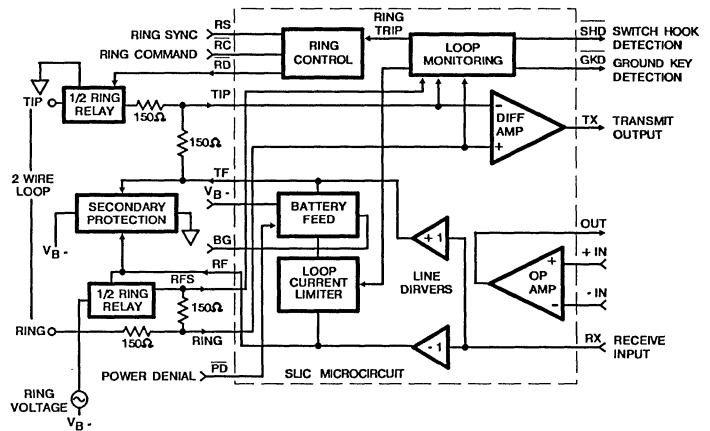 RING SYNC
RS
RING COMMAND
RC
RD
RING
CONTROL
RING
TRIP
LOOP
MONITORING
SHD
SWITCH HOOK
DETECTION
GKD
GROUND KEY
DETECTION
TIP
1/2 RING
RELAY
150Ω
TIP
150Ω
-
DIFF
AMP
+
TX
TRANSMIT
OUTPUT
2 WIRE
LOOP
SECONDARY
PROTECTION
VB-
TF
VB-
BATTERY
FEED
BG
RF
LOOP
CURRENT
LIMITER
+ 1
LINE
DIRVERS
- 1
OUT
+ IN
- IN
+
OP
AMP
-
1/2 RING
RELAY
RFS
150Ω
RING
150Ω
RING
RX
RECEIVE
INPUT
POWER DENIAL
PD
SLIC MICROCIRCUIT
RING
VOLTAGE
VB-